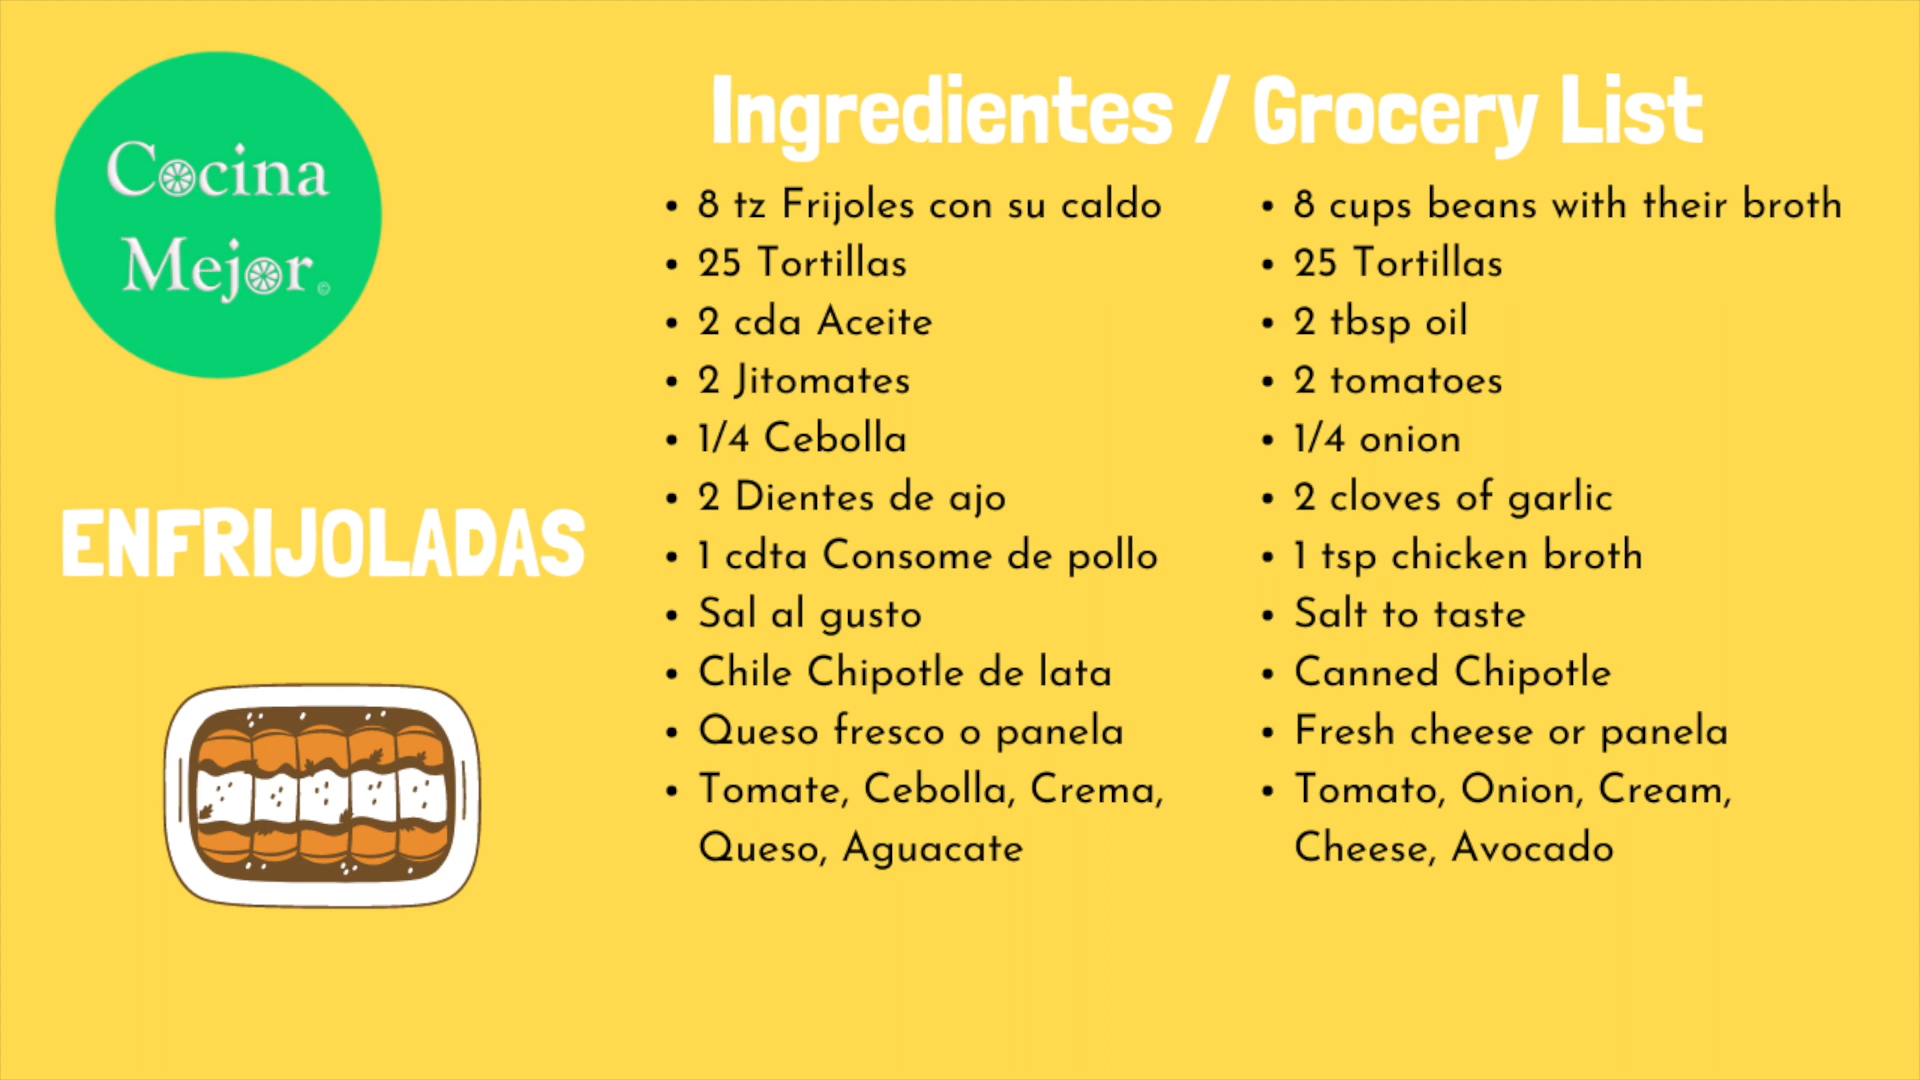 Cocina
Mejor©
ENFRIJOLADAS
Ingredientes / Grocery List
• 8 tz Frijoles con su caldo
• 25 Tortillas
• 2 cda Aceite
• 2 Jitomates
• 1/4 Cebolla
• 2 Dientes de ajo
• 1 cdta Consome de pollo
• Sal al gusto
• Chile Chipotle de lata
• Queso fresco o panela
• Tomate, Cebolla, Crema,
Queso, Aguacate
• 8 cups beans with their broth
• 25 Tortillas
• 2 tbsp oil
• 2 tomatoes
• 1/4 onion
• 2 cloves of garlic
• 1 tsp chicken broth
• Salt to taste
• Canned Chipotle
• Fresh cheese or panela
• Tomato, Onion, Cream,
Cheese, Avocado